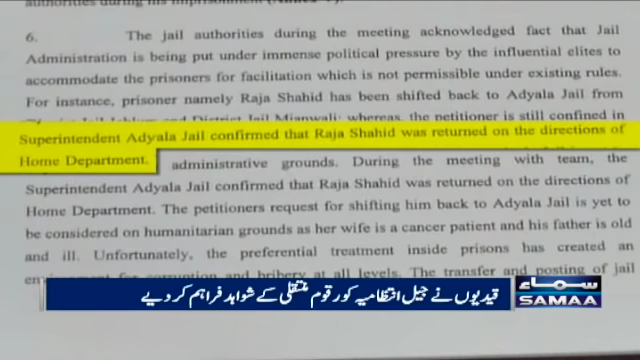 6. The jail authorities during the meeting acknowledged fact that Jail
Administration is being put under immense political pressure by the influential elites to
accommodate the prisoners for facilitation which is not permissible under existing rules.
For instance, prisoner namely Raja Shahid has been shifted back to Adyala Jail from
whereas, the petitioner is still confined in
Superintendent Adyala Jail confirmed that Raja Shahid was returned on the directions of
Home Department.
administrative grounds. During the meeting with team, the
Superintendent Adyala Jail confirmed that Raja Shahid was returned on the directions of
Home Department. The petitioners request for shifting him back to Adyala Jail is yet to
be considered on humanitarian grounds as her wife is a cancer patient and his father is old
and ill. Unfortunately, the preferential treatment inside prisons has created an
corruption and bribery at all levels. The transfer and posting of jail
قیدیوں نے جیل انتظامیہ کو رقوم منتقلی کے شواہد فراہم کر دیے
سماء
SAMAA